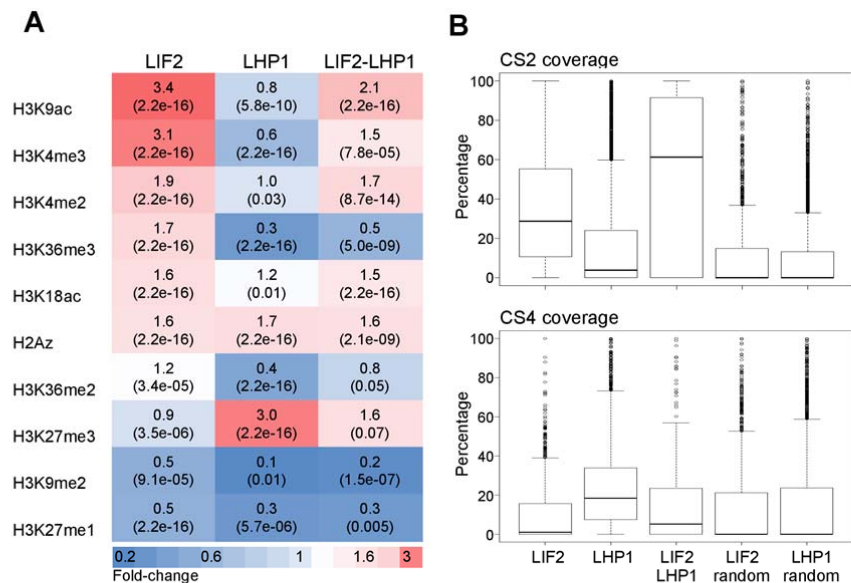 A
LIF2 LHP1 LIF2-LHP1
H3K9ac 3.4 0.8 2.1
(2.2e-16) (5.8e-10) (2.2e-16)
H3K4me3 3.1 0.6 1.5
(2.2e-16) (2.2e-16) (7.8e-05)
H3K4me2 1.9 1.0 1.7
(2.2e-16) (0.03) (8.7e-14)
H3K36me3 1.7 0.3 0.5
(2.2e-16) (2.2e-16) (5.0e-09)
H3K18ac 1.6 1.2 1.5
(2.2e-16) (0.01) (2.2e-16)
H2Az 1.6 1.7 1.6
(2.2e-16) (2.2e-16) (2.1e-09)
H3K36me2 1.2 0.4 0.8
(3.4e-05) (2.2e-16) (0.05)
H3K27me3 0.9 3.0 1.6
(3.5e-06) (2.2e-16) (0.07)
H3K9me2 0.5 0.1 0.2
(9.1e-05) (0.01) (1.5e-07)
H3K27me1 0.5 0.3 0.3
(2.2e-16) (5.7e-06) (0.005)
0.2 0.6 1 1.6 3
Fold-change
B
CS2 coverage
Percentage
100
80
60
40
20
0
CS4 coverage
Percentage
100
80
60
40
20
0
LIF2 LHP1 LIF2 LIF2 LHP1
LHP1 random random